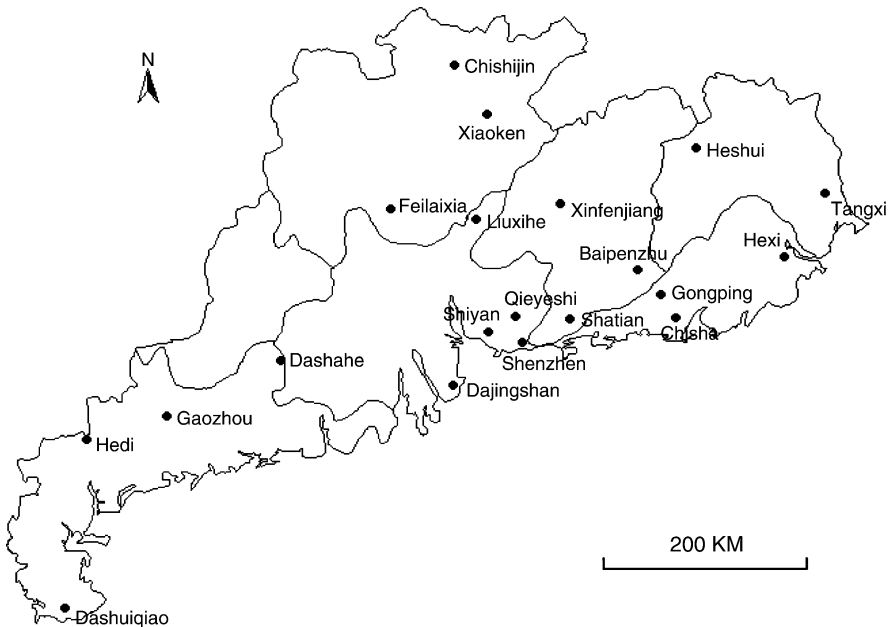 N
Chishijin
Xiaoken
Heshui
Feilaixia
Liuxihe
Xinfenjiang
Tangxi
Hexi
Baipenzhu
Gongping
Qieyeshi
Shiyan
Shatian
Chisha
Shenzhen
Dashahe
Dajingshan
Gaozhou
Hedi
200 KM
Dashuiqiao